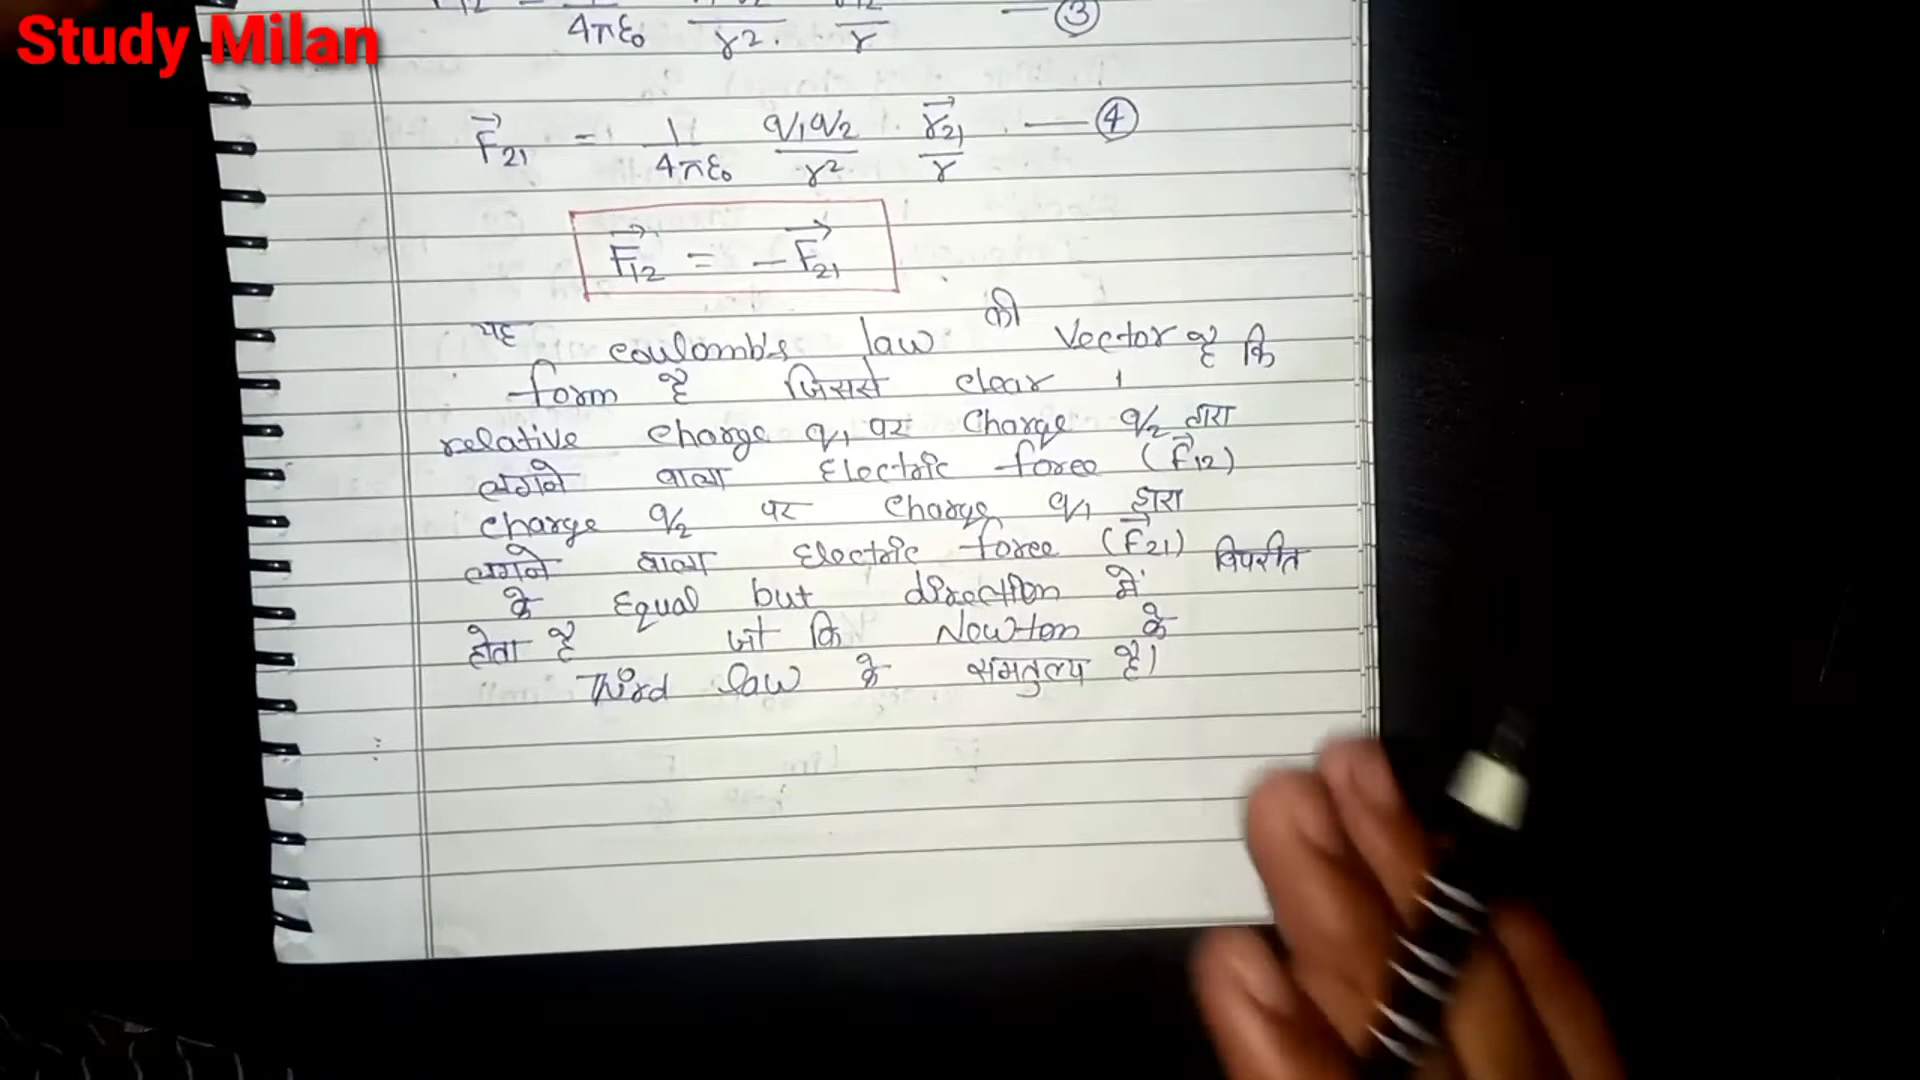 Study Milan
4πε₀ r². r — ③
F⃗₂₁ = 1/4πε₀ q₁q₂/r² r⃗₂₁/r — ④
F⃗₁₂ = −F⃗₂₁
यह coulomb's law की Vector है कि
form है जिससे clear
relative charge q₁ पर charge q₂ द्वारा
लगने वाला Electric force (F⃗₁₂)
charge q₂ पर charge q₁ द्वारा
लगने वाला Electric force (F⃗₂₁) विपरीत
के Equal but direction में
होता है जो कि Newton के
Third law के समतुल्य है।